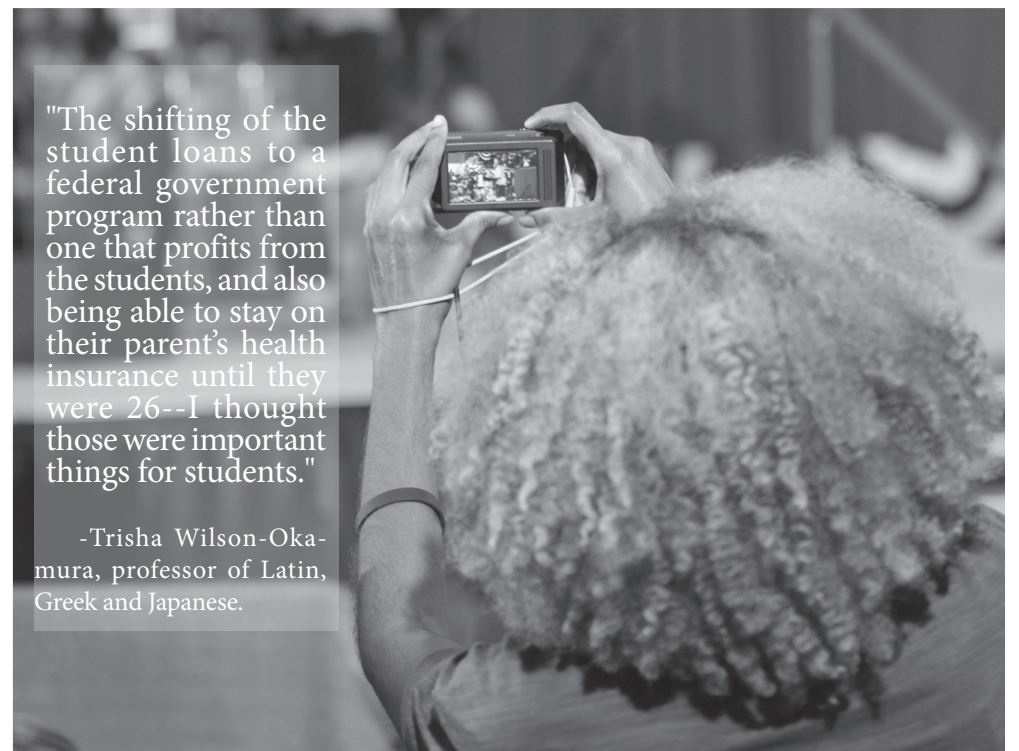 "The shifting of the
student loans to a
federal government
program rather than
one that profits from
the students, and also
being able to stay on
their parent’s health
insurance until they
were 26--I thought
those were important
things for students."
-Trisha Wilson-Oka-
mura, professor of Latin,
Greek and Japanese.